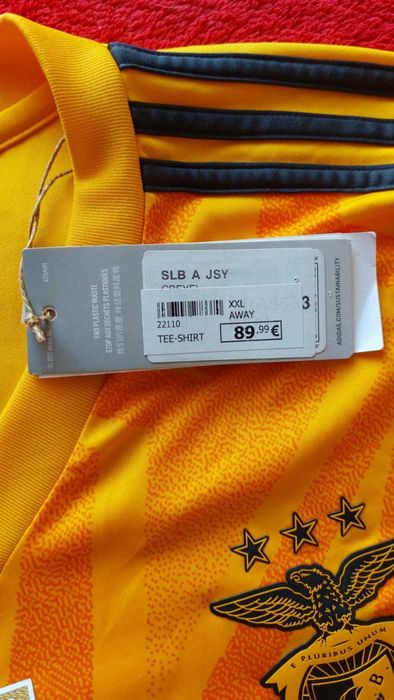 SLB A JSY
XXL
22110
AWAY
TEE-SHIRT
89,99 €
3
END PLASTIC WASTE
STOP AUX DÉCHETS PLASTIQUES
ADIDAS.COM/SUSTAINABILITY
E PLURIBUS UNUM
B